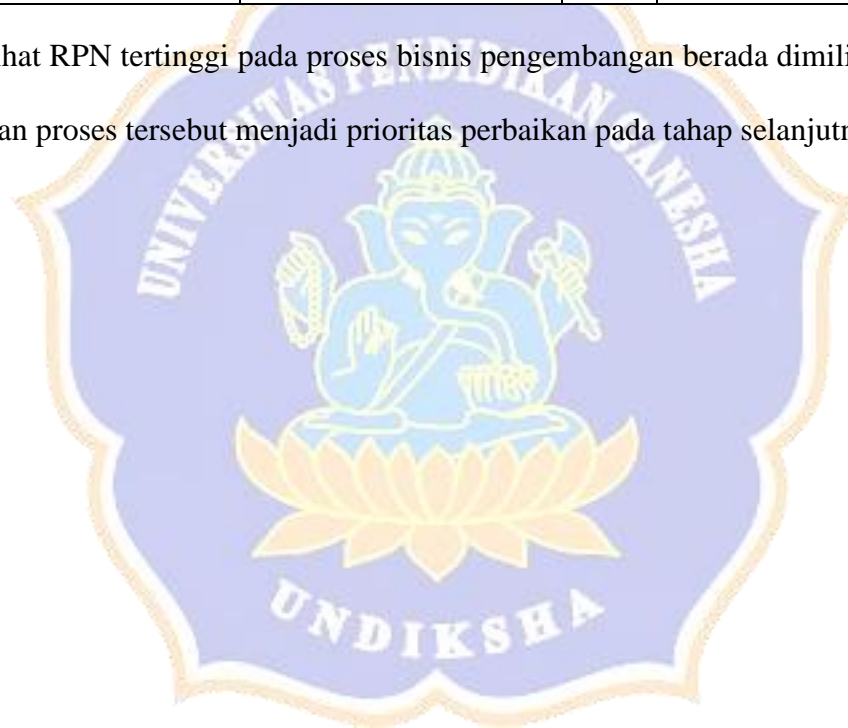 hat RPN tertinggi pada proses bisnis pengembangan berada dimili
an proses tersebut menjadi prioritas perbaikan pada tahap selanjutn
UNIVERSITAS PENDIDIKAN GANESHA
UNDIKSHA